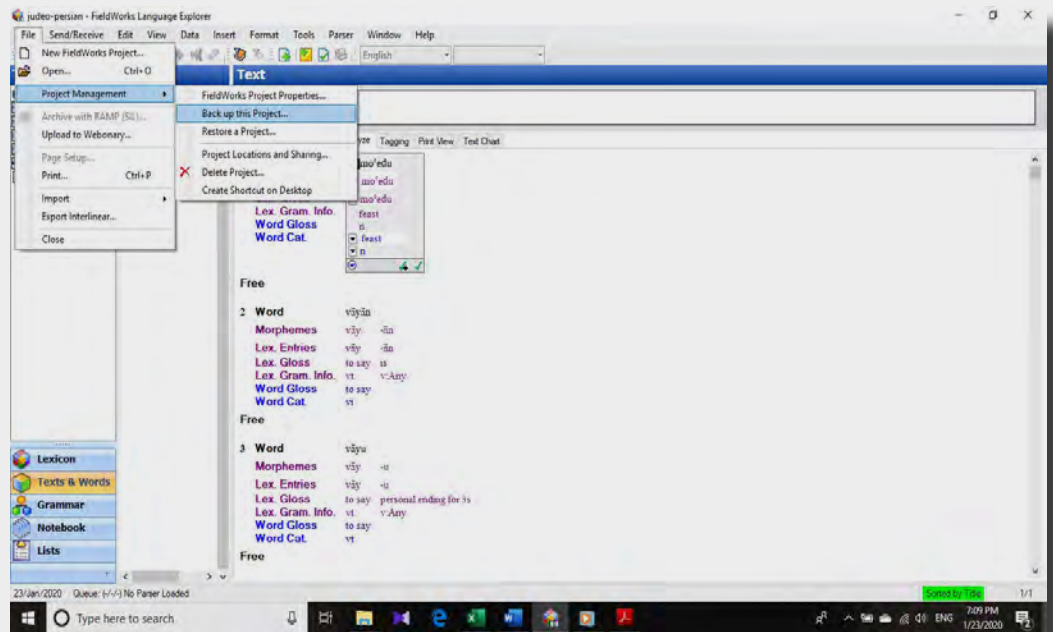 judeo-persian - FieldWorks Language Explorer
File Send/Receive Edit View Data Insert Format Tools Parser Window Help
New FieldWorks Project...
English
Open... Ctrl+O
Text
Project Management
FieldWorks Project Properties...
Archive with RAMP (SIL)...
Back up this Project...
Upload to Webonary...
Restore a Project...
Page Setup...
Project Locations and Sharing...
Print... Ctrl+P
Delete Project...
Create Shortcut on Desktop
Import
Export Interlinear...
Close
Tagging Print View Text Chart
mo'edu
mo'edu
mo'edu
Lex. Gram. Info. feast
Word Gloss n
Word Cat. feast
n
Free
2 Word vāyān
Morphemes vāy -ān
Lex. Entries vāy -ān
Lex. Gloss to say is
Lex. Gram. Info. vt v:Any
Word Gloss to say
Word Cat. vt
Free
3 Word vāyu
Morphemes vāy -u
Lex. Entries vāy -u
Lex. Gloss to say personal ending for 3s
Lex. Gram. Info. vt v:Any
Word Gloss to say
Word Cat. vt
Free
Lexicon
Texts & Words
Grammar
Notebook
Lists
23/Jan/2020 Queue: (-/-/-) No Parser Loaded Sorted by Title 1/1
Type here to search
ENG 7:09 PM
1/23/2020